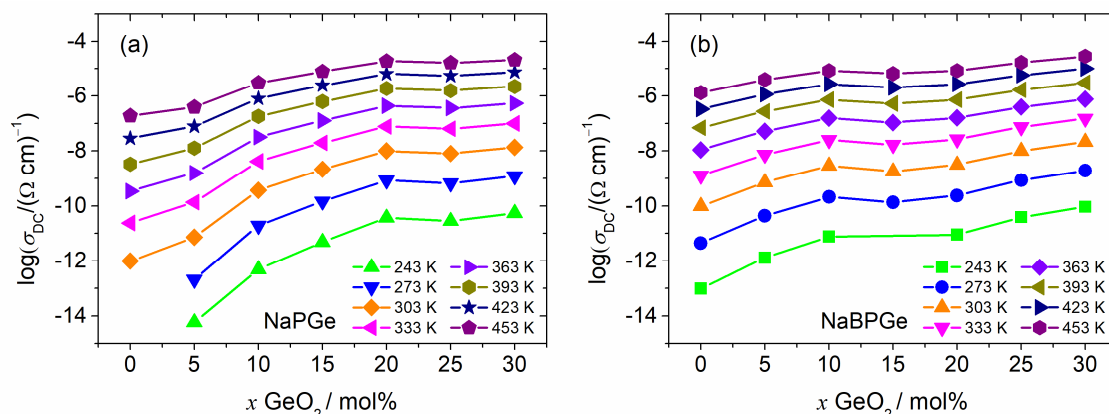 (a)
log(σDC/(Ω cm)⁻¹)
-4
-6
-8
-10
-12
-14
243 K
273 K
303 K
333 K
363 K
393 K
423 K
453 K
NaPGe
0 5 10 15 20 25 30
x GeO₂ / mol%
(b)
log(σDC/(Ω cm)⁻¹)
-4
-6
-8
-10
-12
-14
243 K
273 K
303 K
333 K
363 K
393 K
423 K
453 K
NaBPGe
0 5 10 15 20 25 30
x GeO₂ / mol%